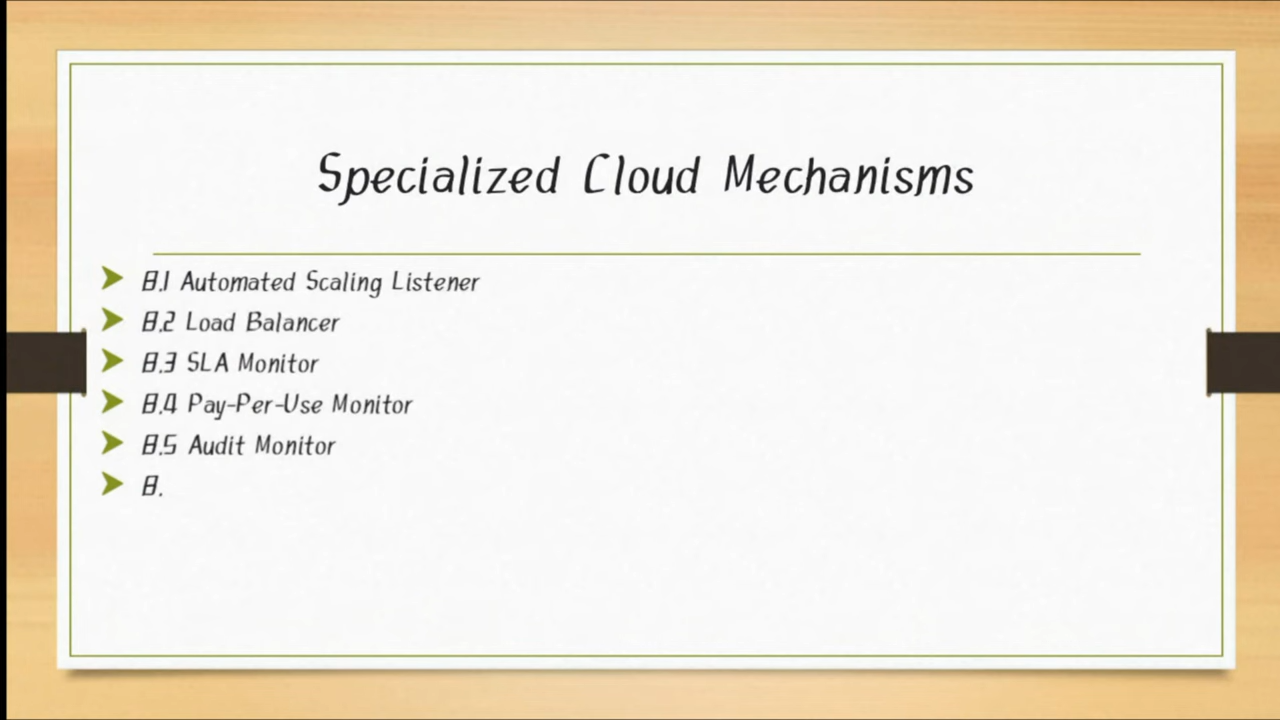 Specialized Cloud Mechanisms
8.1 Automated Scaling Listener
8.2 Load Balancer
8.3 SLA Monitor
8.4 Pay-Per-Use Monitor
8.5 Audit Monitor
8.